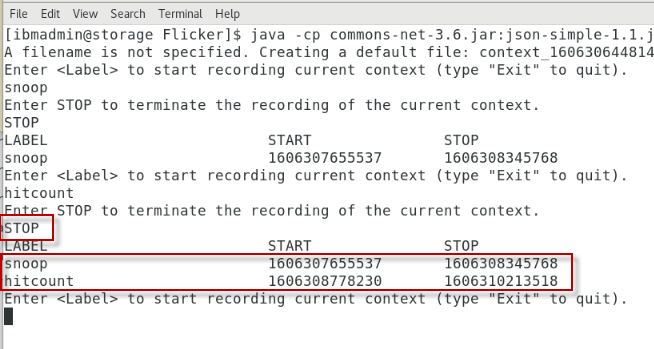 File Edit View Search Terminal Help
[ibmadmin@storage Flicker]$ java -cp commons-net-3.6.jar:json-simple-1.1.j
A filename is not specified. Creating a default file: context_160630644814
Enter <Label> to start recording current context (type "Exit" to quit).
snoop
Enter STOP to terminate the recording of the current context.
STOP
LABEL START STOP
snoop 1606307655537 1606308345768
Enter <Label> to start recording current context (type "Exit" to quit).
hitcount
Enter STOP to terminate the recording of the current context.
STOP
LABEL START STOP
snoop 1606307655537 1606308345768
hitcount 1606308778230 1606310213518
Enter <Label> to start recording current context (type "Exit" to quit).